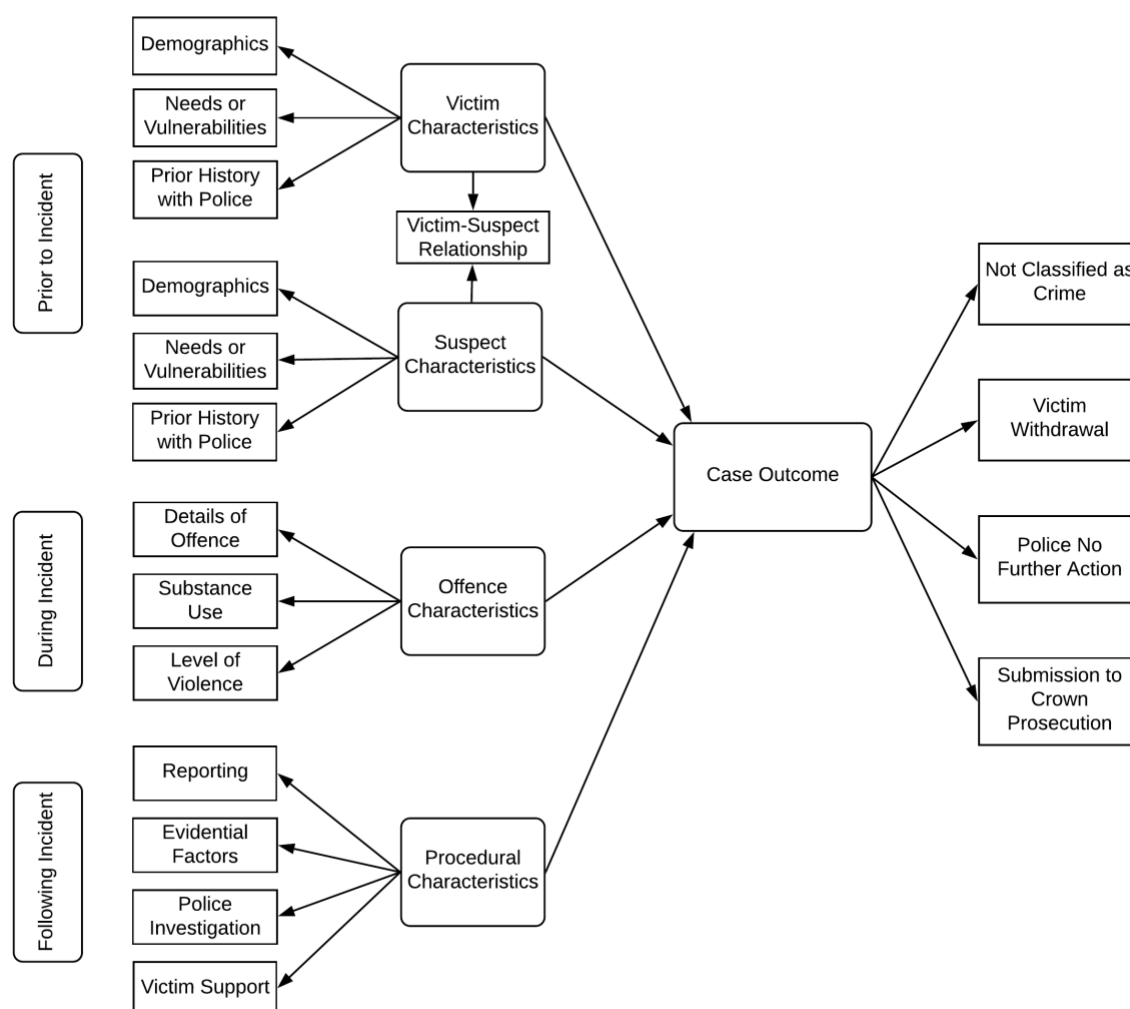 Prior to Incident
Demographics
Needs or
Vulnerabilities
Prior History
with Police
Victim
Characteristics
Victim-Suspect
Relationship
Demographics
Needs or
Vulnerabilities
Prior History
with Police
Suspect
Characteristics
During Incident
Details of
Offence
Substance
Use
Level of
Violence
Offence
Characteristics
Following Incident
Reporting
Evidential
Factors
Police
Investigation
Victim Support
Procedural
Characteristics
Case Outcome
Not Classified as
Crime
Victim
Withdrawal
Police No
Further Action
Submission to
Crown
Prosecution